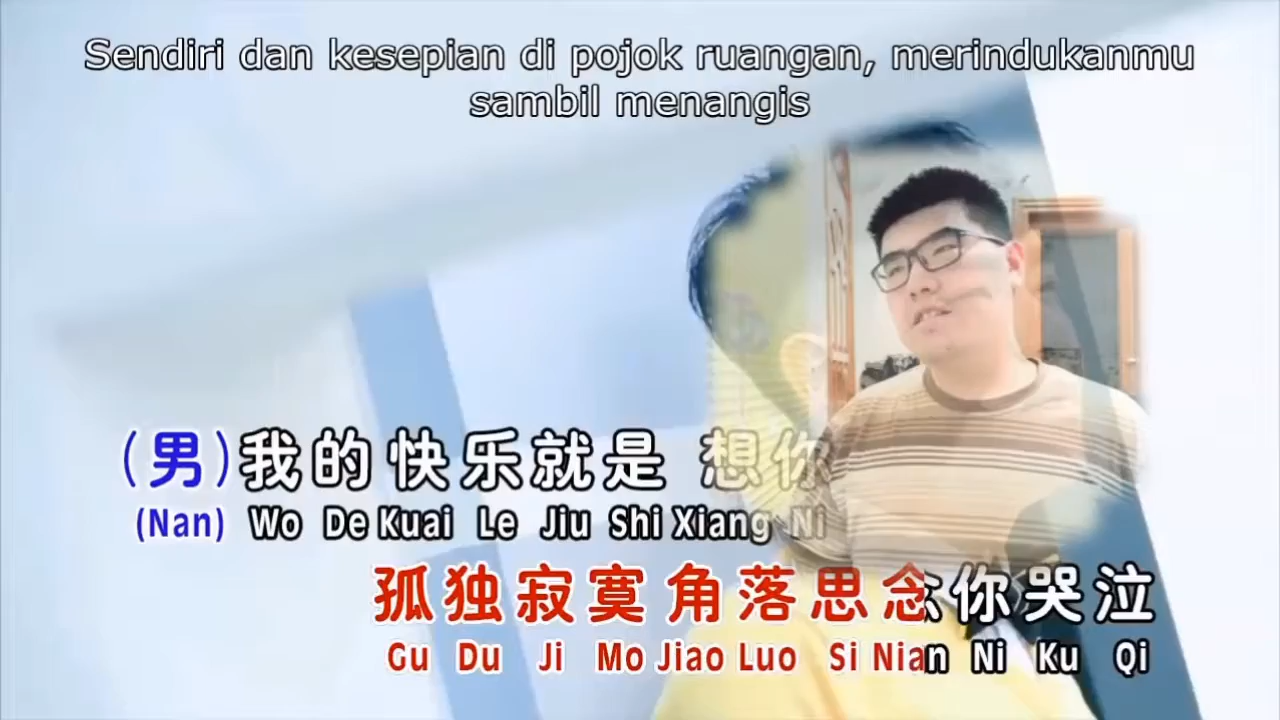 Sendiri dan kesepian di pojok ruangan, merindukanmu
sambil menangis
(男)我的快乐就是 想你
(Nan) Wo De Kuai Le Jiu Shi Xiang Ni
孤独寂寞角落思念你哭泣
Gu Du Ji Mo Jiao Luo Si Nian Ni Ku Qi